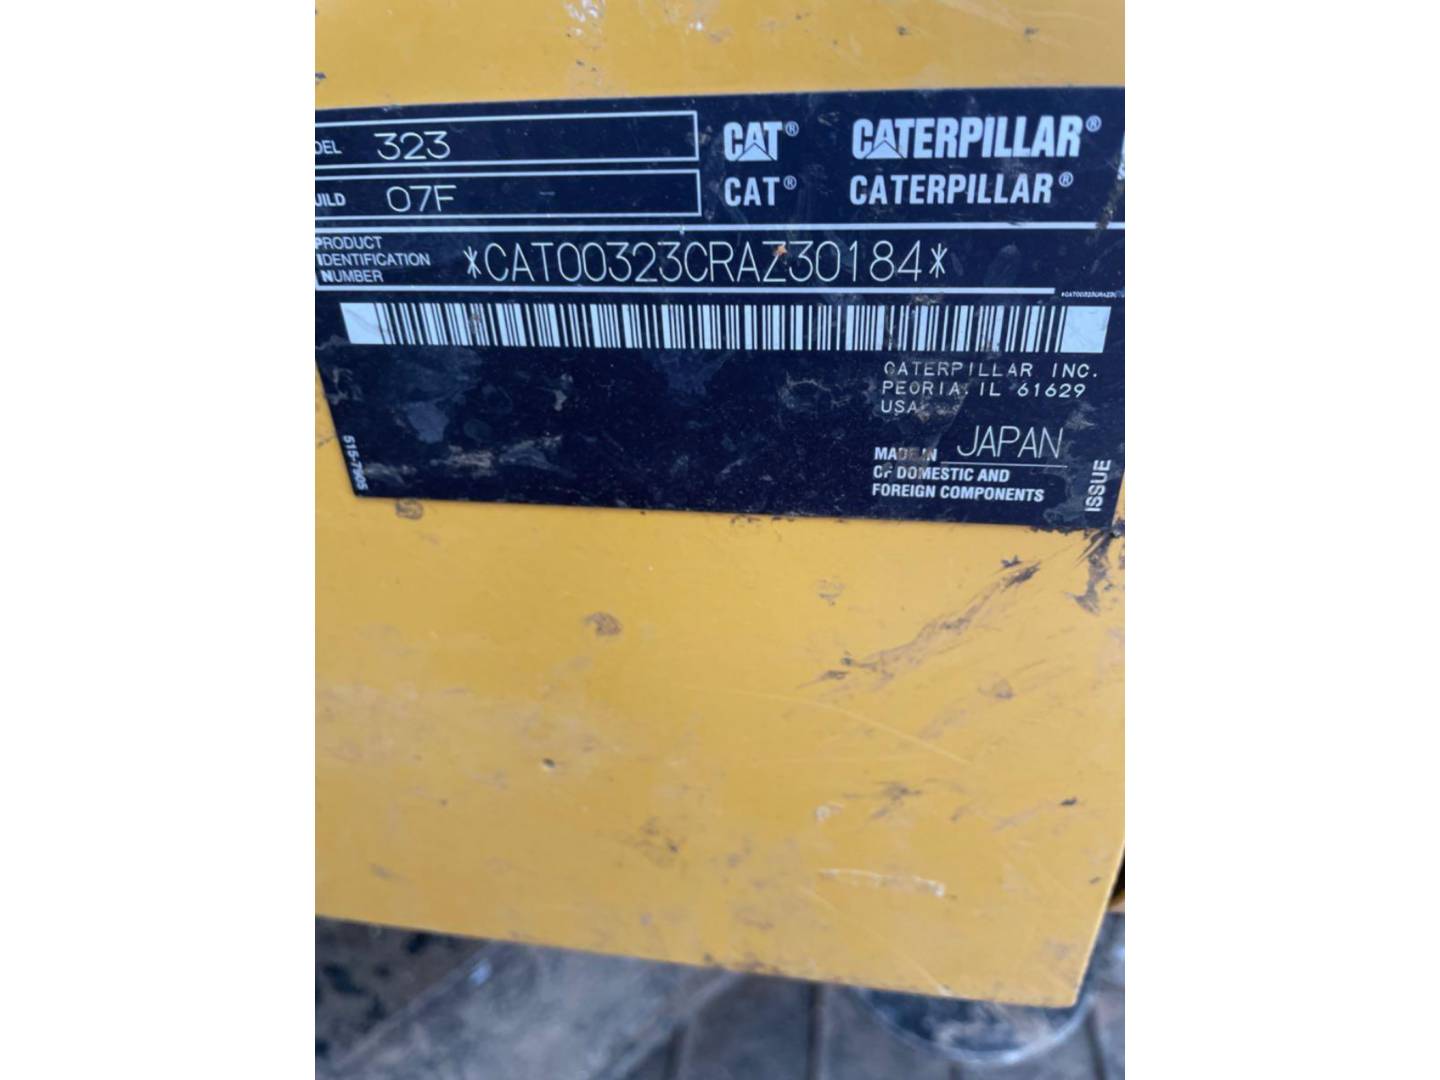 DEL 323
UILD 07F
CAT® CATERPILLAR®
CAT® CATERPILLAR®
PRODUCT
IDENTIFICATION
NUMBER
*CAT00323CRAZ30184*
CATERPILLAR INC.
PEORIA, IL 61629
USA
MADE IN JAPAN
OF DOMESTIC AND
FOREIGN COMPONENTS
515-7905
ISSUE